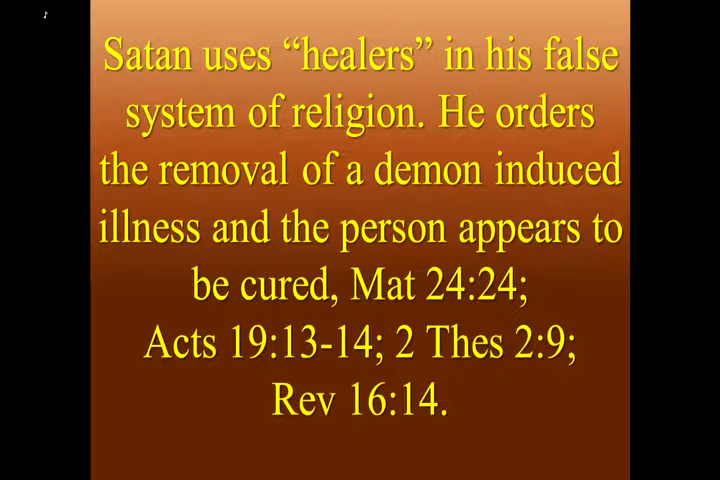 Satan uses “healers” in his false
system of religion. He orders
the removal of a demon induced
illness and the person appears to
be cured, Mat 24:24;
Acts 19:13-14; 2 Thes 2:9;
Rev 16:14.